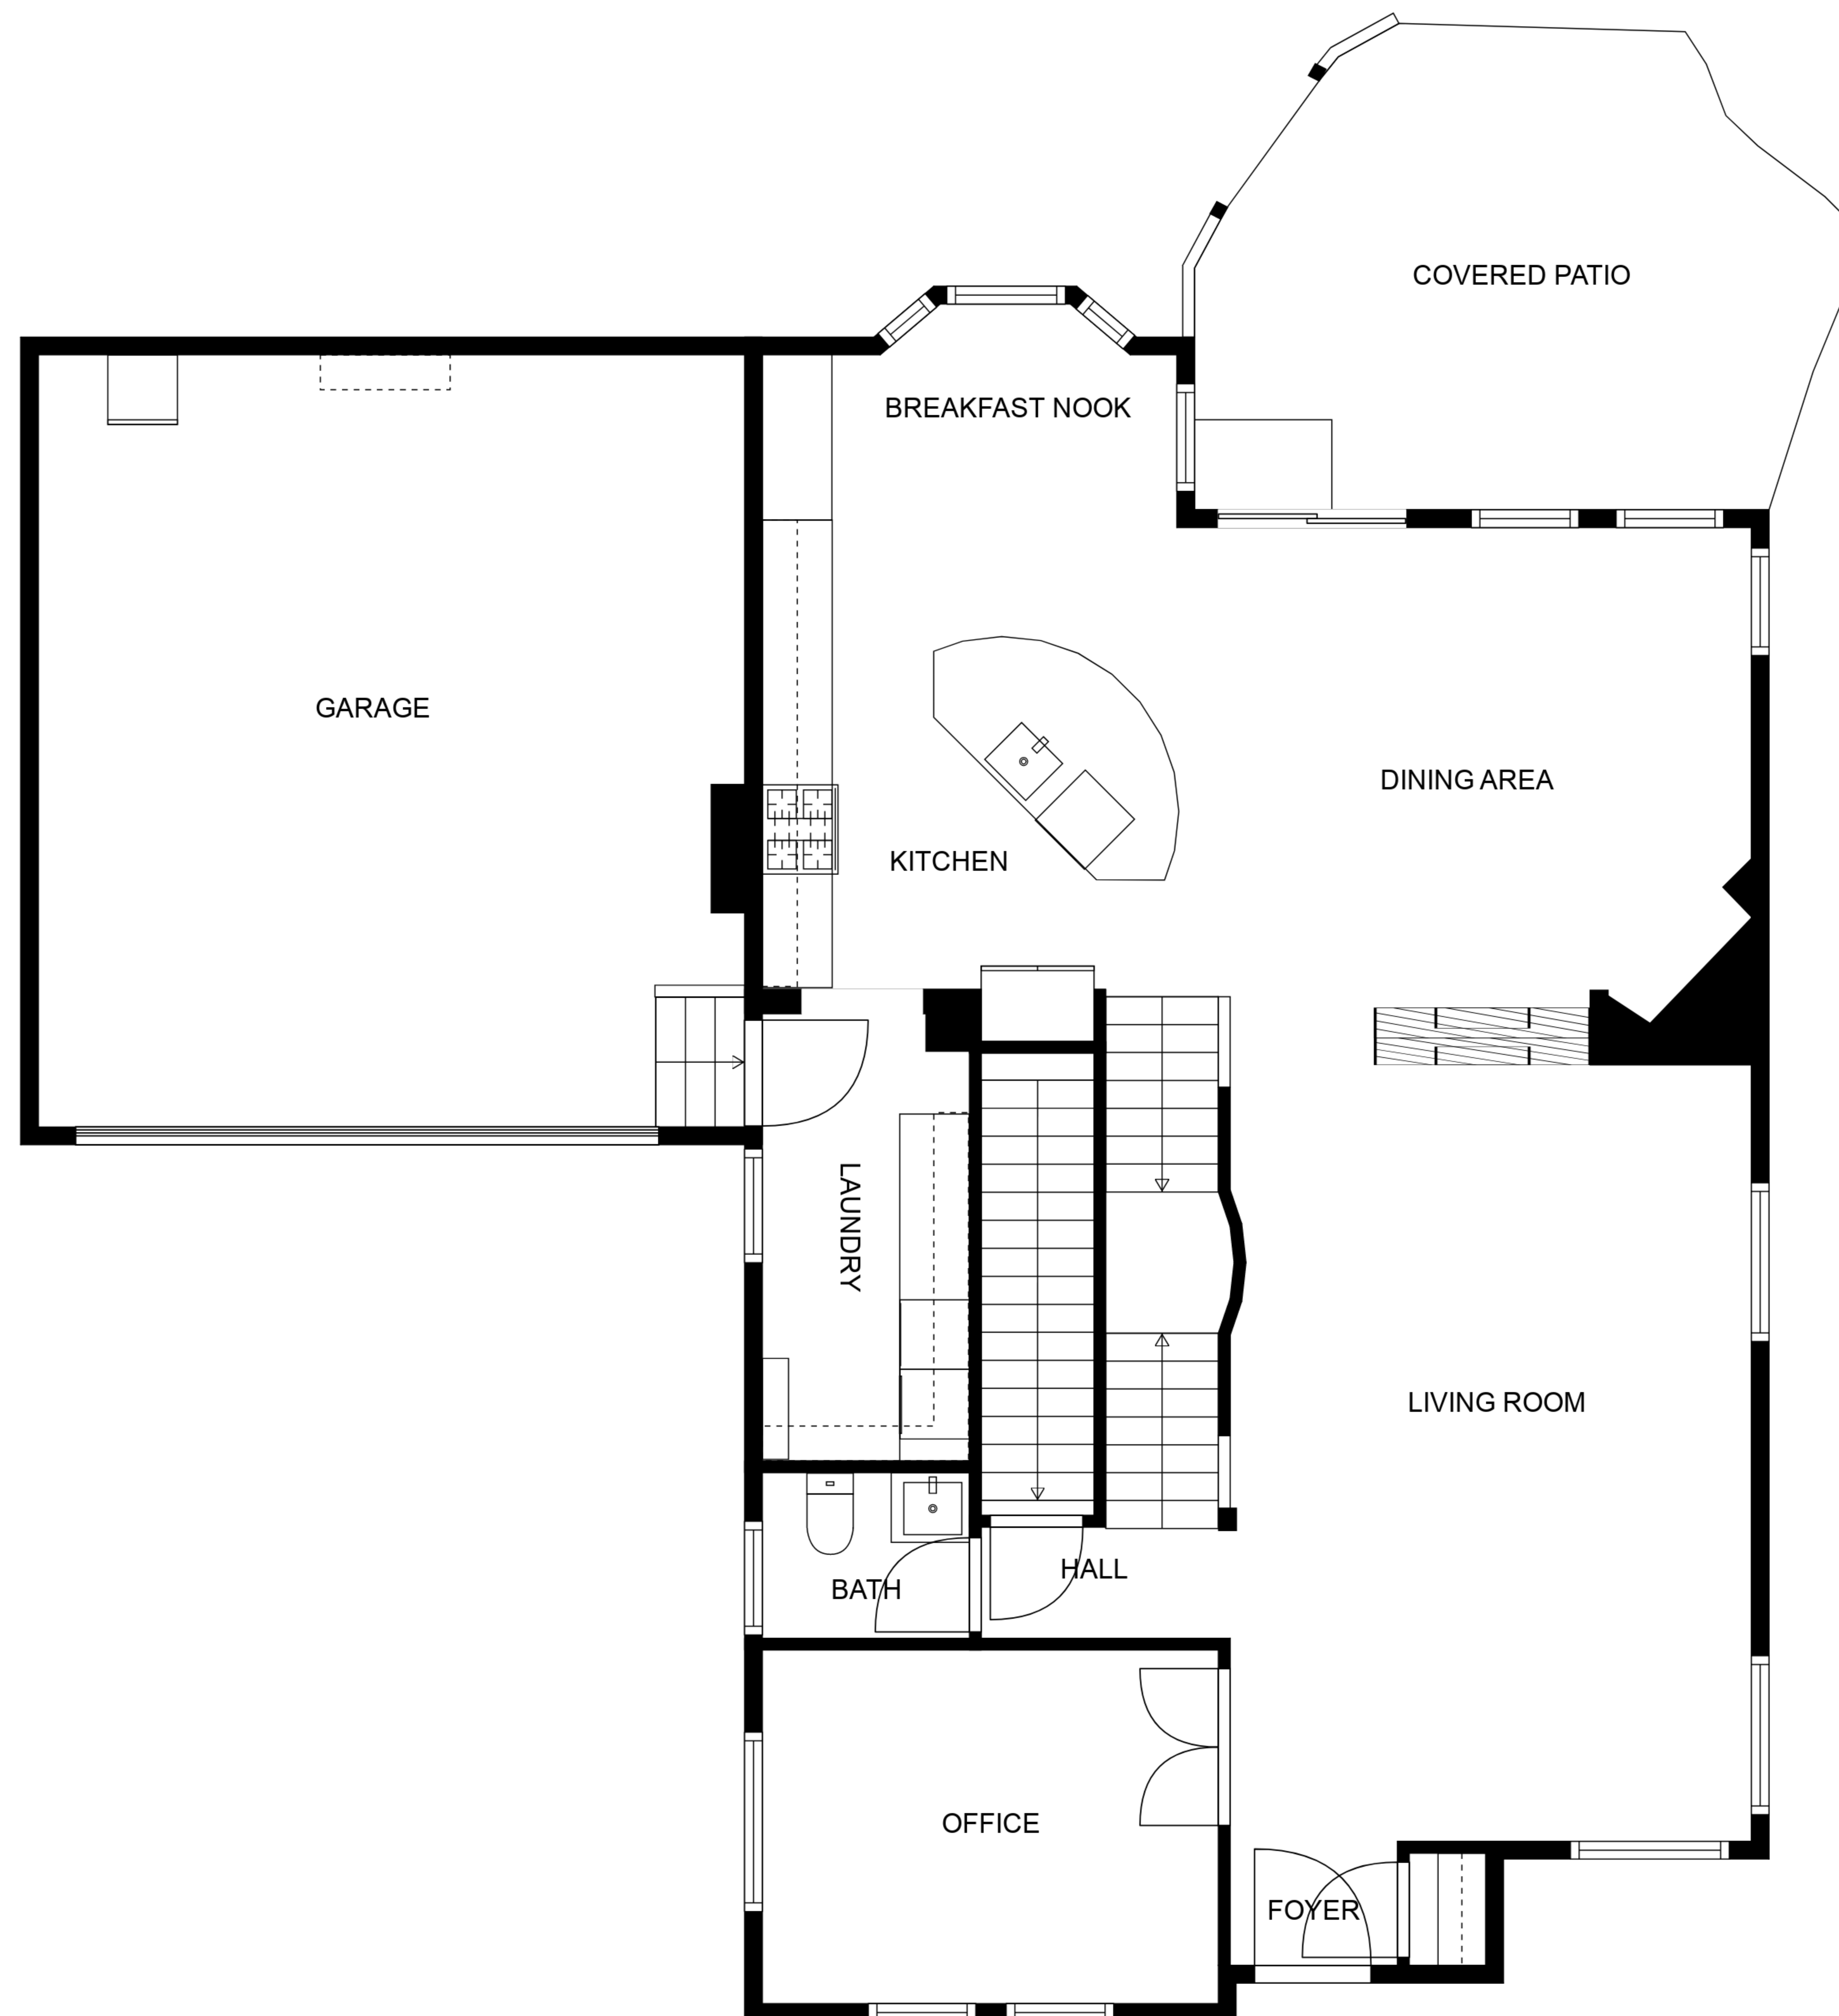 COVERED PATIO
BREAKFAST NOOK
GARAGE
DINING AREA
KITCHEN
LAUNDRY
LIVING ROOM
HALL
BATH
OFFICE
FOYER